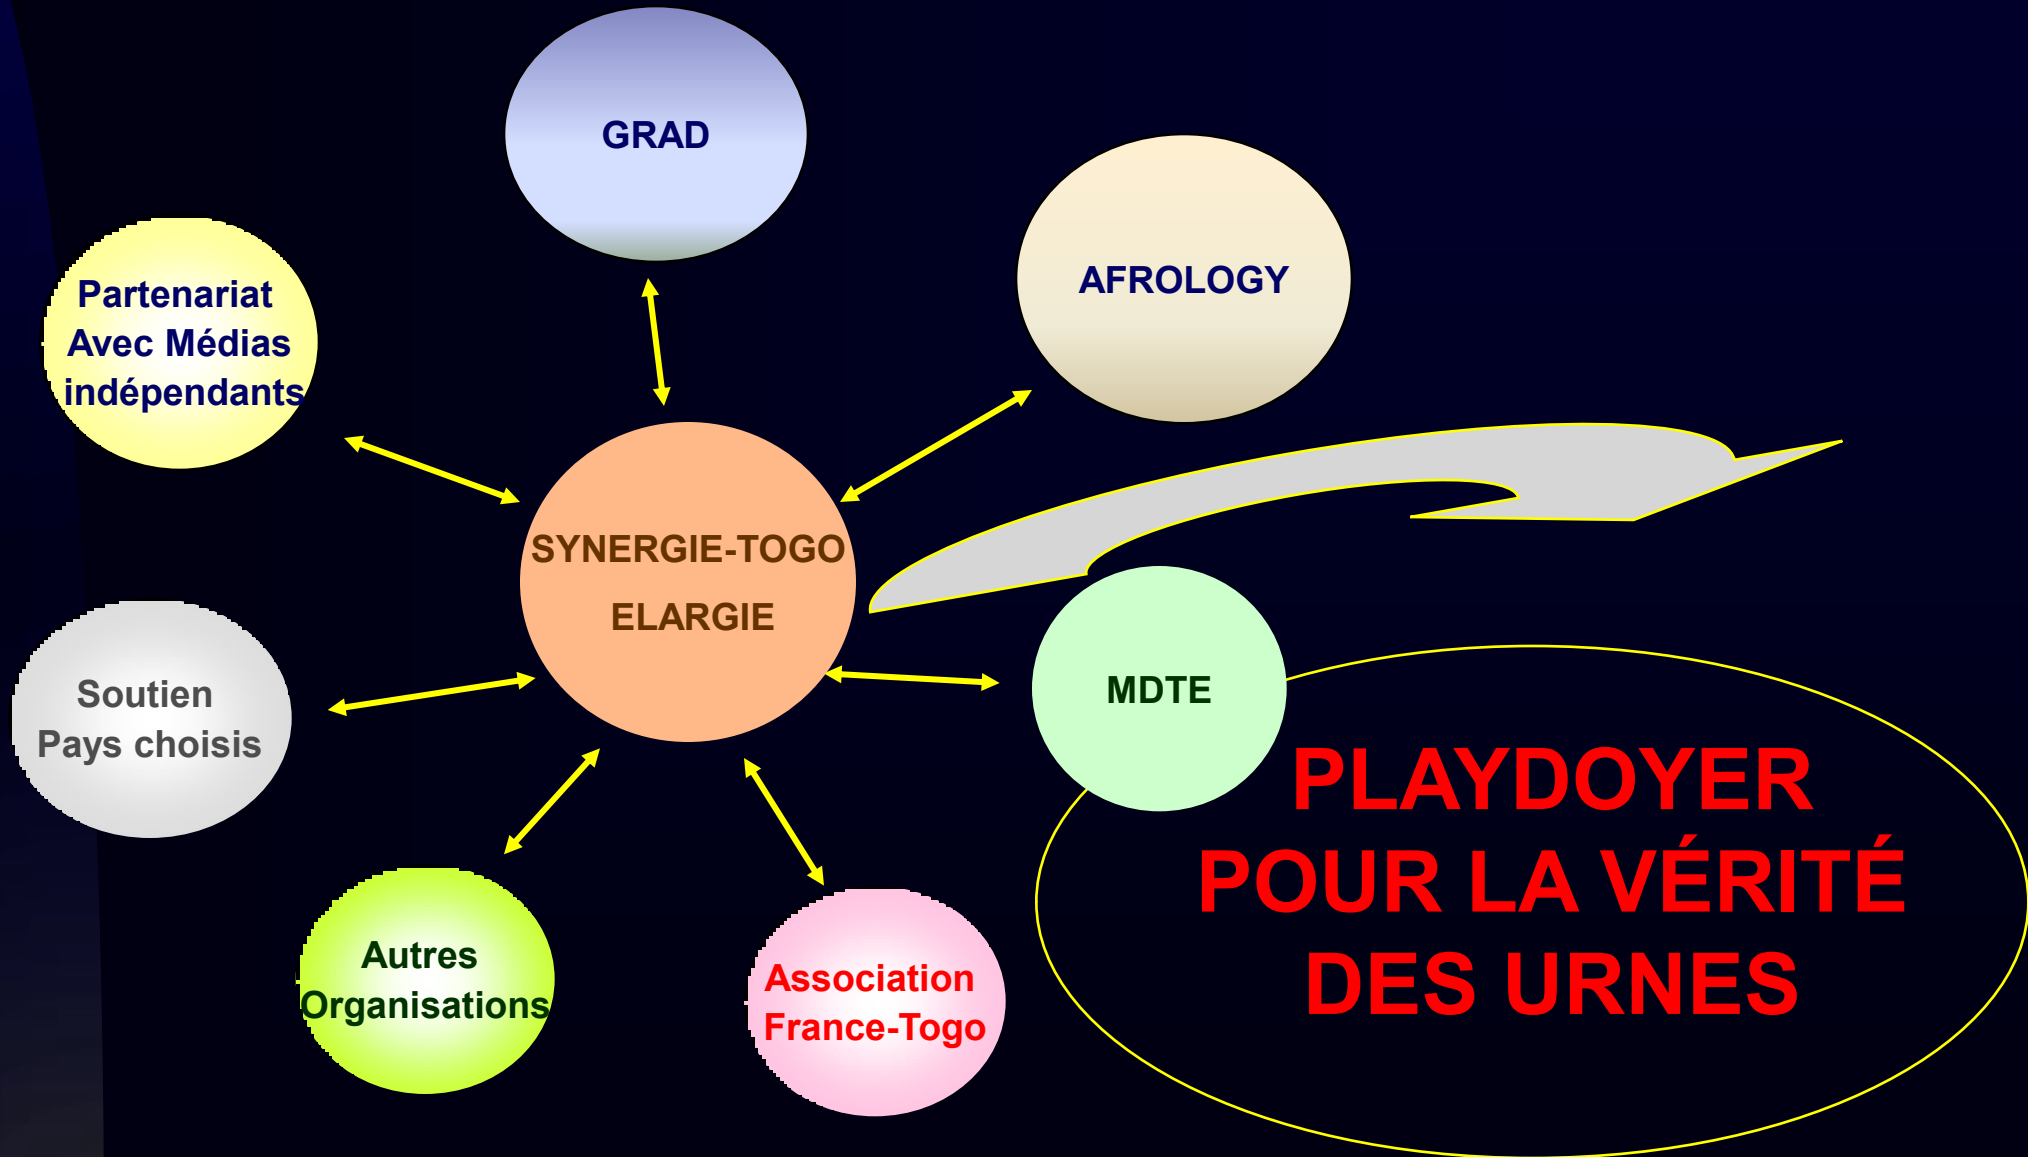 GRAD
AFROLOGY
Partenariat
Avec Médias
indépendants
SYNERGIE-TOGO
ELARGIE
Soutien
Pays choisis
MDTE
PLAYDOYER
POUR LA VÉRITÉ
DES URNES
Autres
Organisations
Association
France-Togo